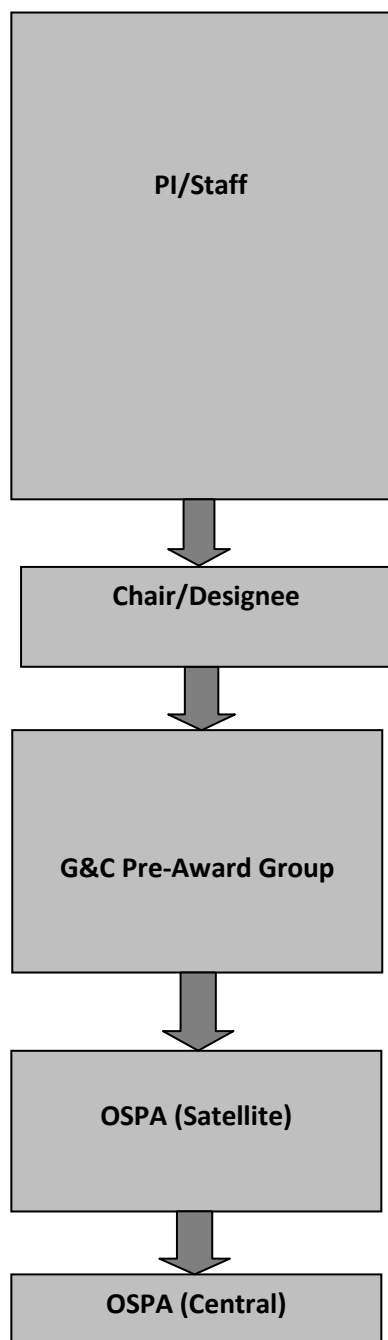 PI/Staff
Chair/Designee
G&C Pre-Award Group
OSPA (Satellite)
OSPA (Central)